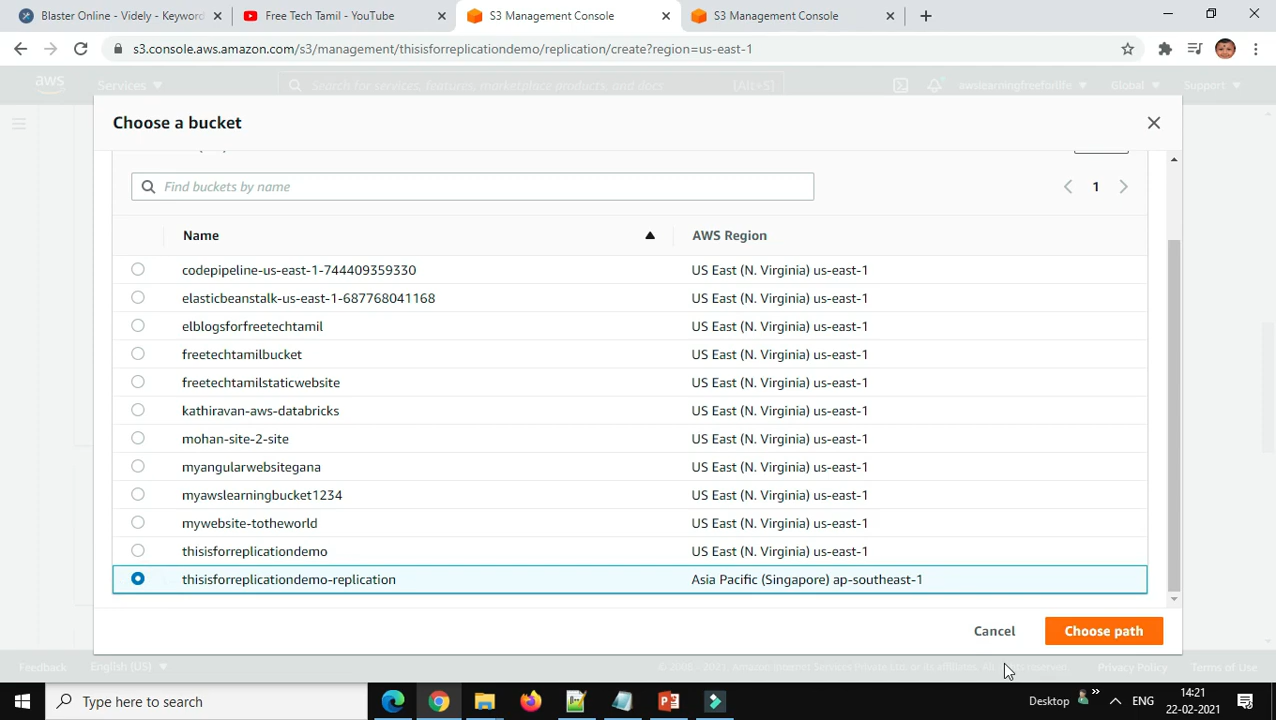 Blaster Online - Videly - Keyword
Free Tech Tamil - YouTube
S3 Management Console
S3 Management Console
s3.console.aws.amazon.com/s3/management/thisisforreplicationdemo/replication/create?region=us-east-1
aws
Services
Search for services, features, marketplace products, and docs
[Alt+S]
awslearningfreeforlife
Global
Support
Choose a bucket
Find buckets by name
1
Name
AWS Region
codepipeline-us-east-1-744409359330
US East (N. Virginia) us-east-1
elasticbeanstalk-us-east-1-687768041168
US East (N. Virginia) us-east-1
elblogsforfreetechtamil
US East (N. Virginia) us-east-1
freetechtamilbucket
US East (N. Virginia) us-east-1
freetechtamilstaticwebsite
US East (N. Virginia) us-east-1
kathiravan-aws-databricks
US East (N. Virginia) us-east-1
mohan-site-2-site
US East (N. Virginia) us-east-1
myangularwebsitegana
US East (N. Virginia) us-east-1
myawslearningbucket1234
US East (N. Virginia) us-east-1
mywebsite-totheworld
US East (N. Virginia) us-east-1
thisisforreplicationdemo
US East (N. Virginia) us-east-1
thisisforreplicationdemo-replication
Asia Pacific (Singapore) ap-southeast-1
Cancel
Choose path
Feedback
English (US)
© 2008 - 2021, Amazon Internet Services Private Ltd. or its affiliates. All rights reserved.
Privacy Policy
Terms of Use
Type here to search
Desktop
ENG
14:21
22-02-2021